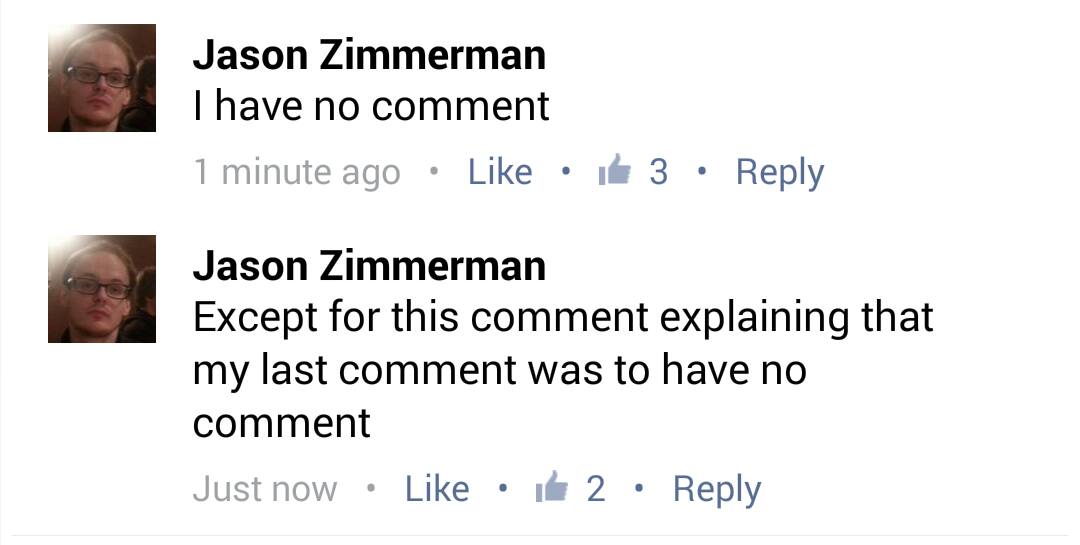 Jason Zimmerman
I have no comment
1 minute ago • Like • 3 • Reply
Jason Zimmerman
Except for this comment explaining that
my last comment was to have no
comment
Just now • Like • 2 • Reply